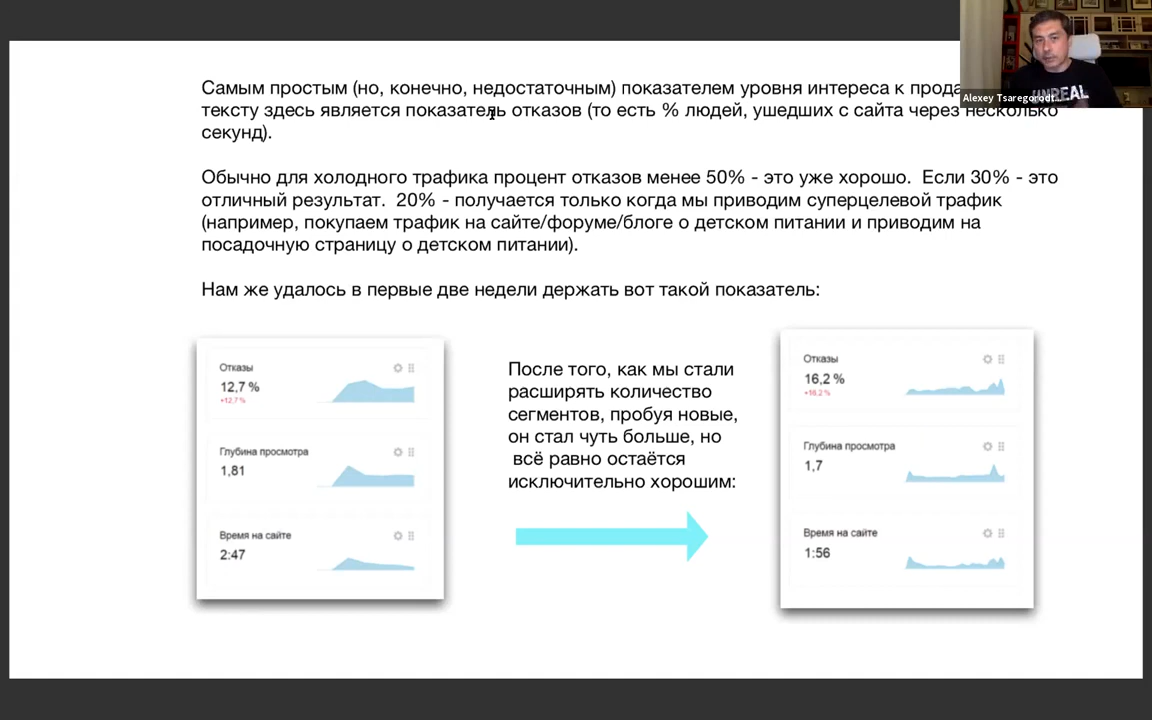 Самым простым (но, конечно, недостаточным) показателем уровня интереса к
тексту здесь является показатель отказов (то есть % людей, ушедших с сайта через несколько
секунд).
Обычно для холодного трафика процент отказов менее 50% - это уже хорошо.  Если 30% - это
отличный результат.  20% - получается только когда мы приводим суперцелевой трафик
(например, покупаем трафик на сайте/форуме/блоге о детском питании и приводим на
посадочную страницу о детском питании).
Нам же удалось в первые две недели держать вот такой показатель:
Отказы
12,7 %
+12,7 %
Глубина просмотра
1,81
Время на сайте
2:47
После того, как мы стали
расширять количество
сегментов, пробуя новые,
он стал чуть больше, но
всё равно остаётся
исключительно хорошим:
Отказы
16,2 %
+16,2 %
Глубина просмотра
1,7
Время на сайте
1:56
Alexey Tsaregorodt...
UNREAL